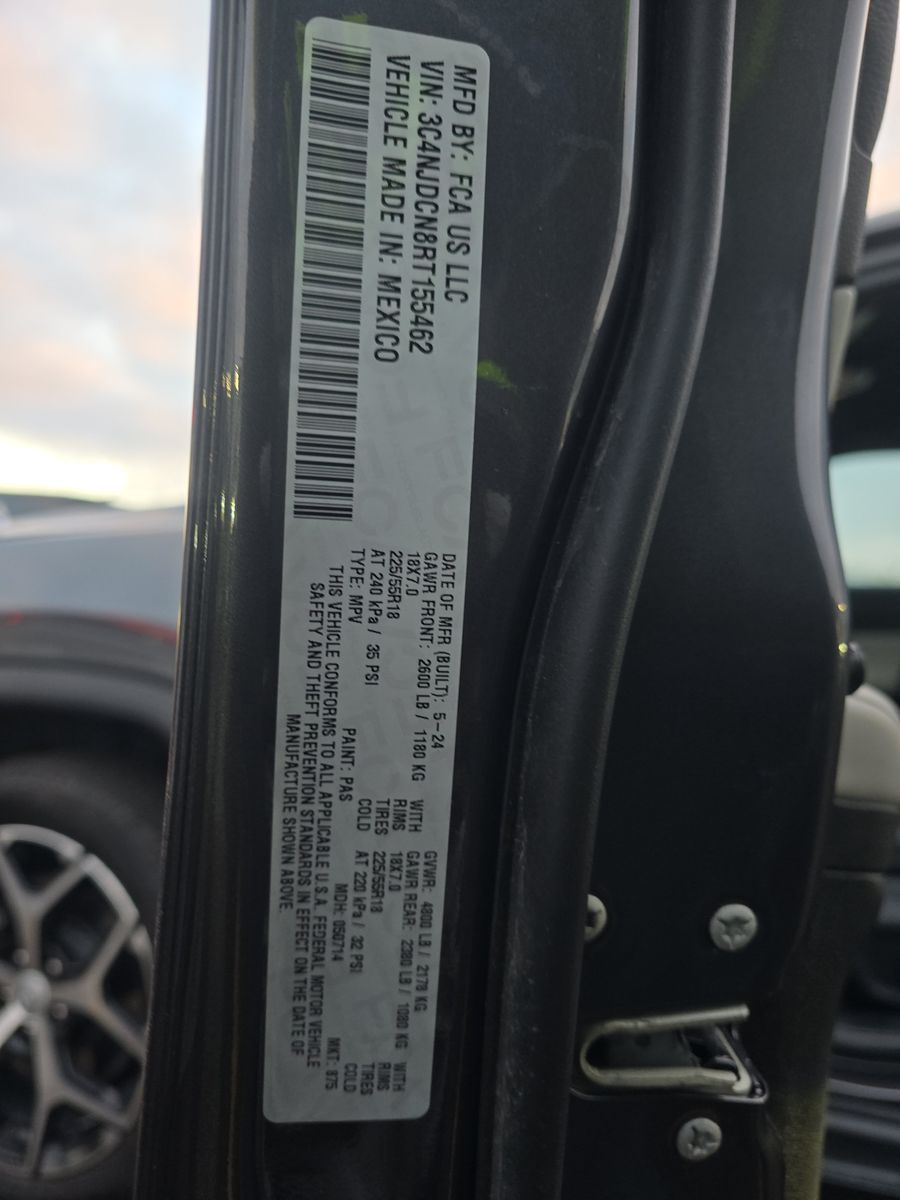 MFD BY: FCA US LLC
VIN: 3C4NJDCN8RT155462
VEHICLE MADE IN: MEXICO
DATE OF MFR (BUILT): 5-24 GVWR: 4800 LB / 2178 KG
GAWR FRONT: 2600 LB / 1180 KG WITH GAWR REAR: 2380 LB / 1080 KG WITH
18X7.0 RIMS 18X7.0 RIMS
225/55R18 TIRES 225/55R18 TIRES
AT 240 kPa / 35 PSI COLD AT 220 kPa / 32 PSI COLD
TYPE: MPV PAINT: PAS MDH: 050714 MKT: 875
THIS VEHICLE CONFORMS TO ALL APPLICABLE U.S.A. FEDERAL MOTOR VEHICLE
SAFETY AND THEFT PREVENTION STANDARDS IN EFFECT ON THE DATE OF
MANUFACTURE SHOWN ABOVE.